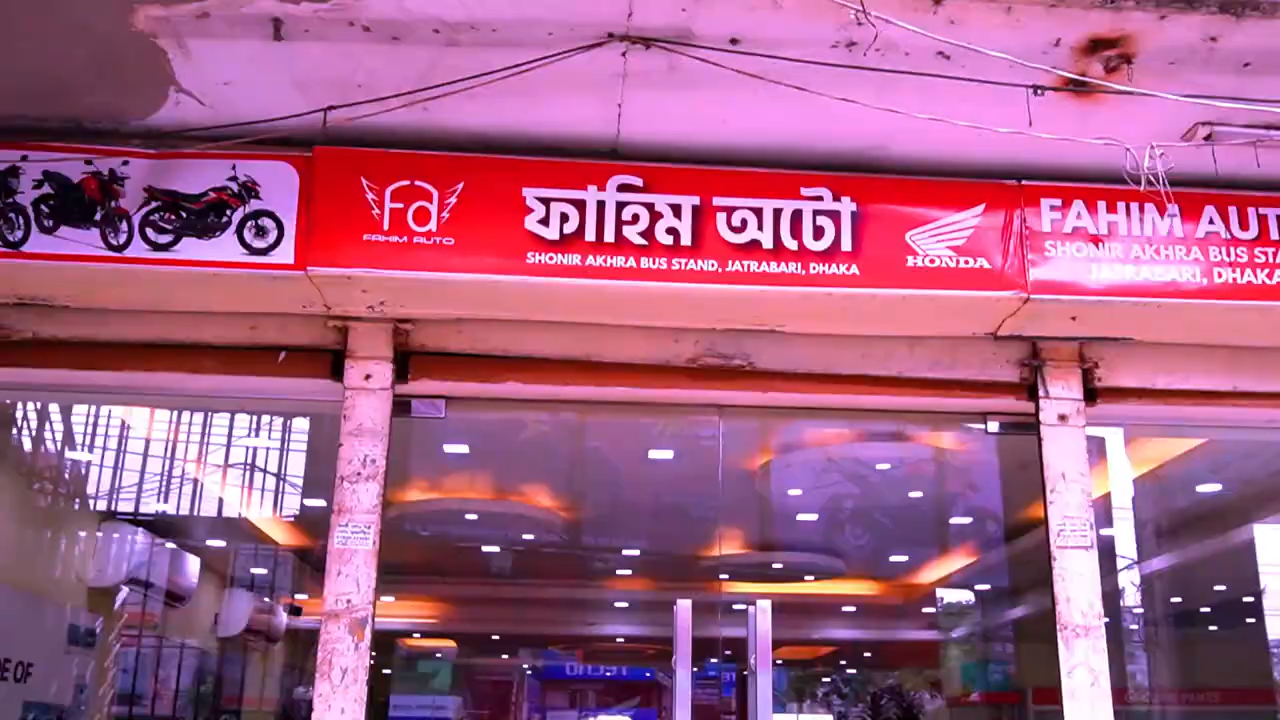 fa
FAHIM AUTO
ফাহিম অটো
SHONIR AKHRA BUS STAND, JATRABARI, DHAKA
HONDA
FAHIM AUT
SHONIR AKHRA BUS STA
JATRABARI, DHAKA
E OF